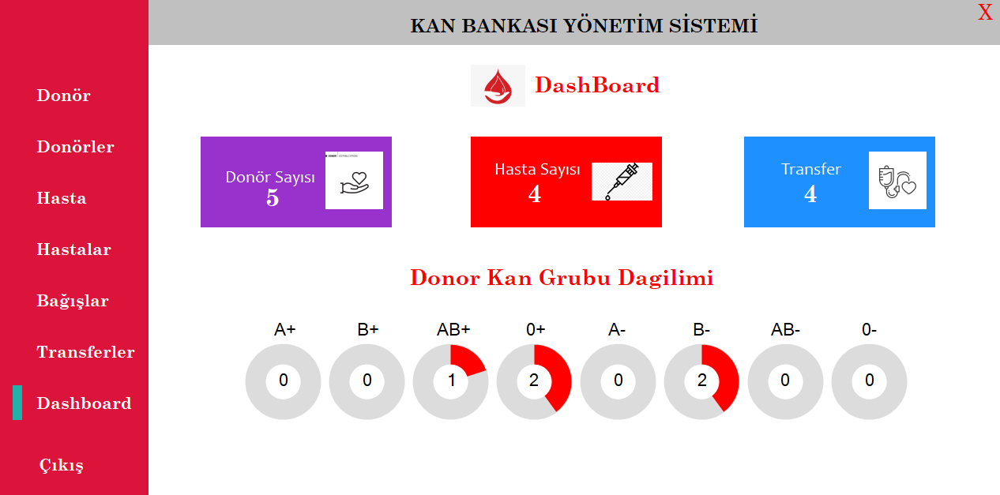 KAN BANKASI YÖNETİM SİSTEMİ
X
Donör
Donörler
Hasta
Hastalar
Bağışlar
Transferler
Dashboard
Çıkış
DashBoard
Donör Sayısı
5
Hasta Sayısı
4
Transfer
4
Donor Kan Grubu Dagilimi
A+ B+ AB+ 0+ A- B- AB- 0-
0 0 1 2 0 2 0 0